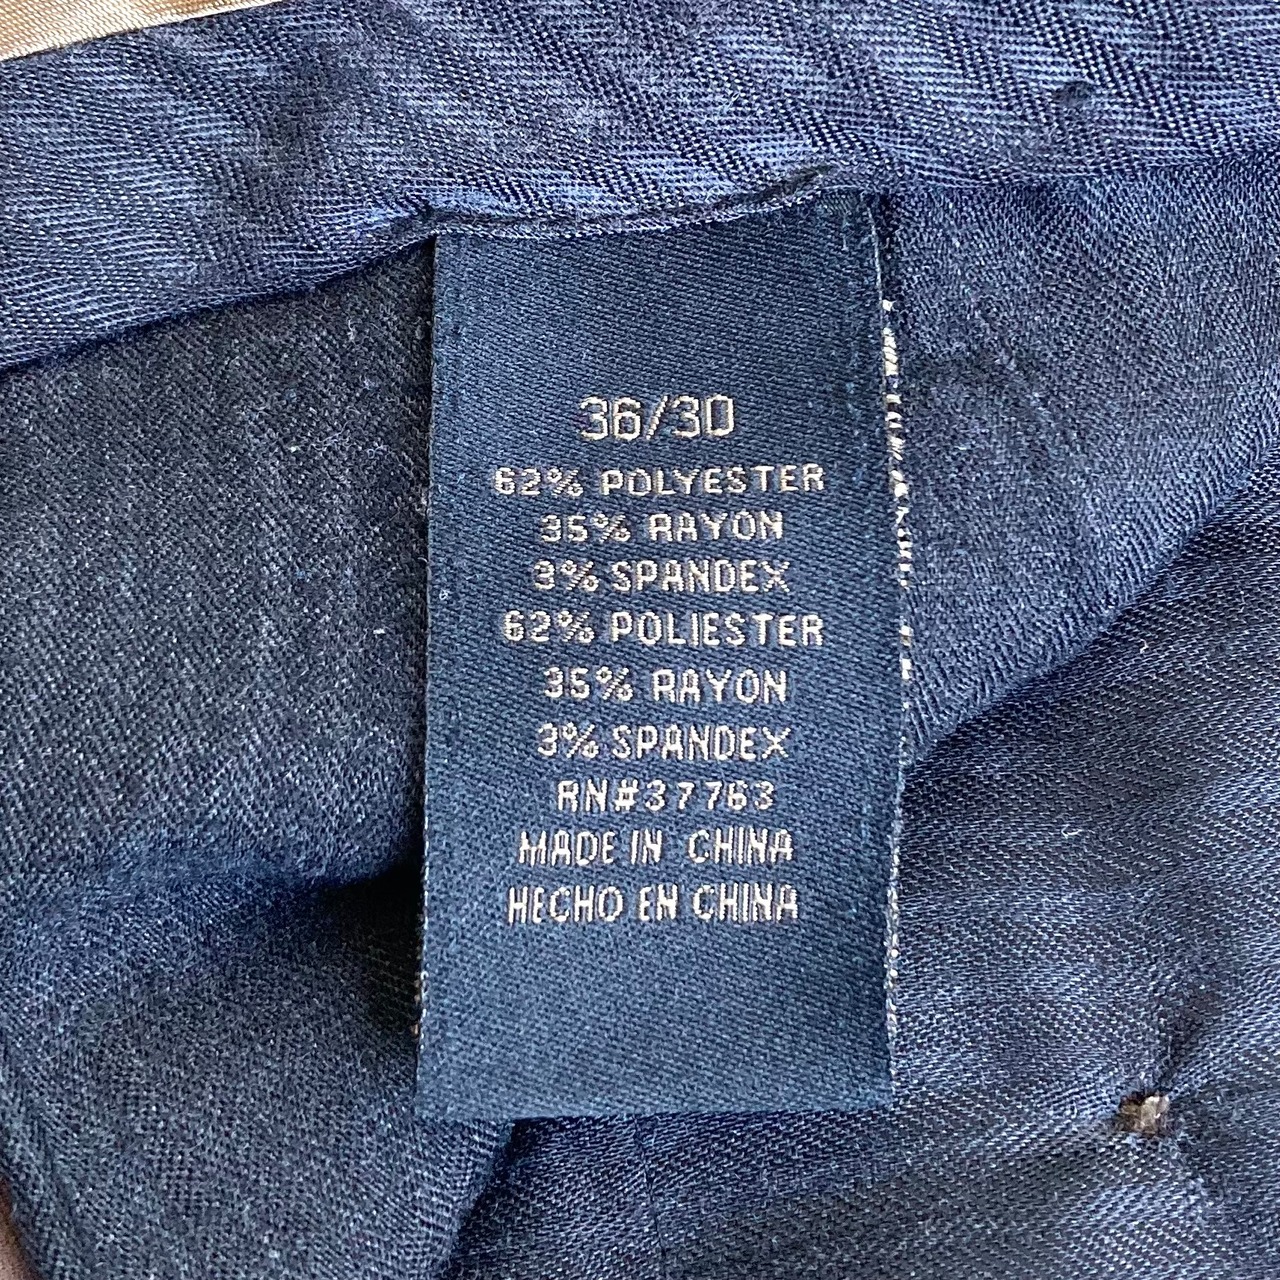 36/30
62% POLYESTER
35% RAYON
3% SPANDEX
62% POLIESTER
35% RAYON
3% SPANDEX
RN#37763
MADE IN CHINA
HECHO EN CHINA